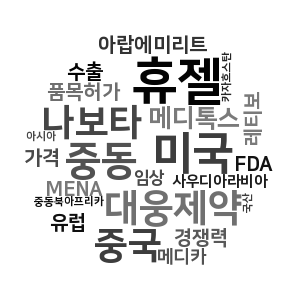 아랍에미리트
수출
휴젤
카자흐스탄
품목허가
나보타
메디톡스
레티보
아시아
가격
중동
미국
FDA
임상
사우디아라비아
MENA
중동북아프리카
대웅제약
국산
유럽
중국
경쟁력
메디카